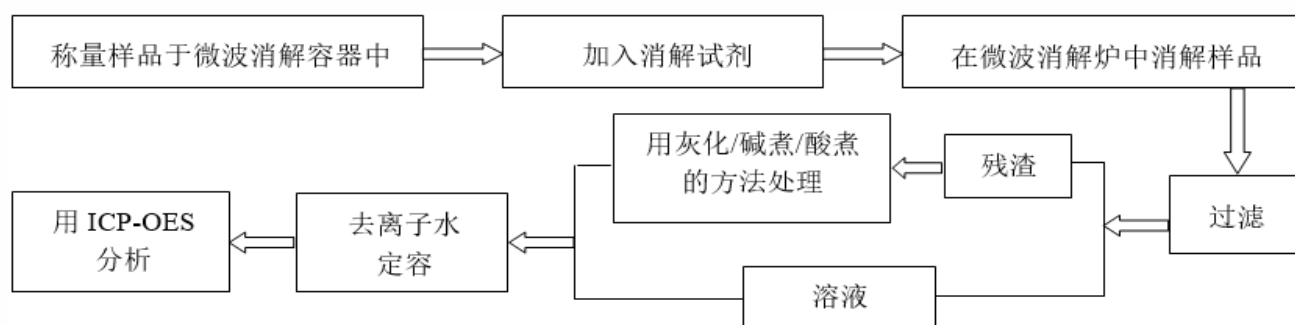 称量样品于微波消解容器中
加入消解试剂
在微波消解炉中消解样品
过滤
残渣
用灰化/碱煮/酸煮
的方法处理
溶液
去离子水
定容
用 ICP-OES
分析